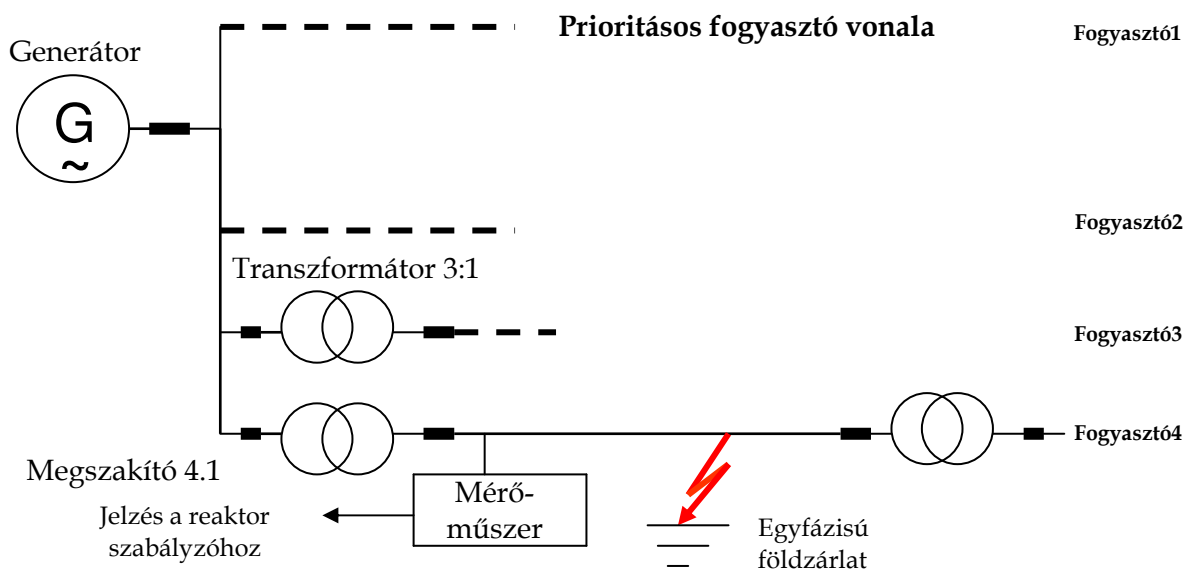 Prioritásos fogyasztó vonala
Fogyasztó1
Generátor
G
~
Fogyasztó2
Transzformátor 3:1
Fogyasztó3
Fogyasztó4
Megszakító 4.1
Jelzés a reaktor
szabályzóhoz
Mérő-
műszer
Egyfázisú
földzárlat